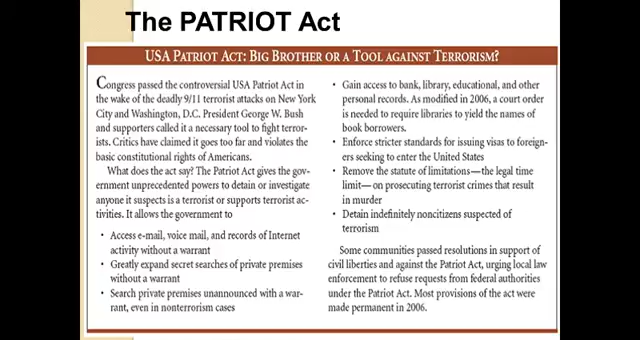 The PATRIOT Act
USA PATRIOT ACT: BIG BROTHER OR A TOOL AGAINST TERRORISM?
Congress passed the controversial USA Patriot Act in
the wake of the deadly 9/11 terrorist attacks on New York
City and Washington, D.C. President George W. Bush
and supporters called it a necessary tool to fight terror-
ists. Critics have claimed it goes too far and violates the
basic constitutional rights of Americans.
What does the act say? The Patriot Act gives the gov-
ernment unprecedented powers to detain or investigate
anyone it suspects is a terrorist or supports terrorist ac-
tivities. It allows the government to
• Access e-mail, voice mail, and records of Internet
activity without a warrant
• Greatly expand secret searches of private premises
without a warrant
• Search private premises unannounced with a war-
rant, even in nonterrorism cases
• Gain access to bank, library, educational, and other
personal records. As modified in 2006, a court order
is needed to require libraries to yield the names of
book borrowers.
• Enforce stricter standards for issuing visas to foreign-
ers seeking to enter the United States
• Remove the statute of limitations—the legal time
limit—on prosecuting terrorist crimes that result
in murder
• Detain indefinitely noncitizens suspected of
terrorism
Some communities passed resolutions in support of
civil liberties and against the Patriot Act, urging local law
enforcement to refuse requests from federal authorities
under the Patriot Act. Most provisions of the act were
made permanent in 2006.